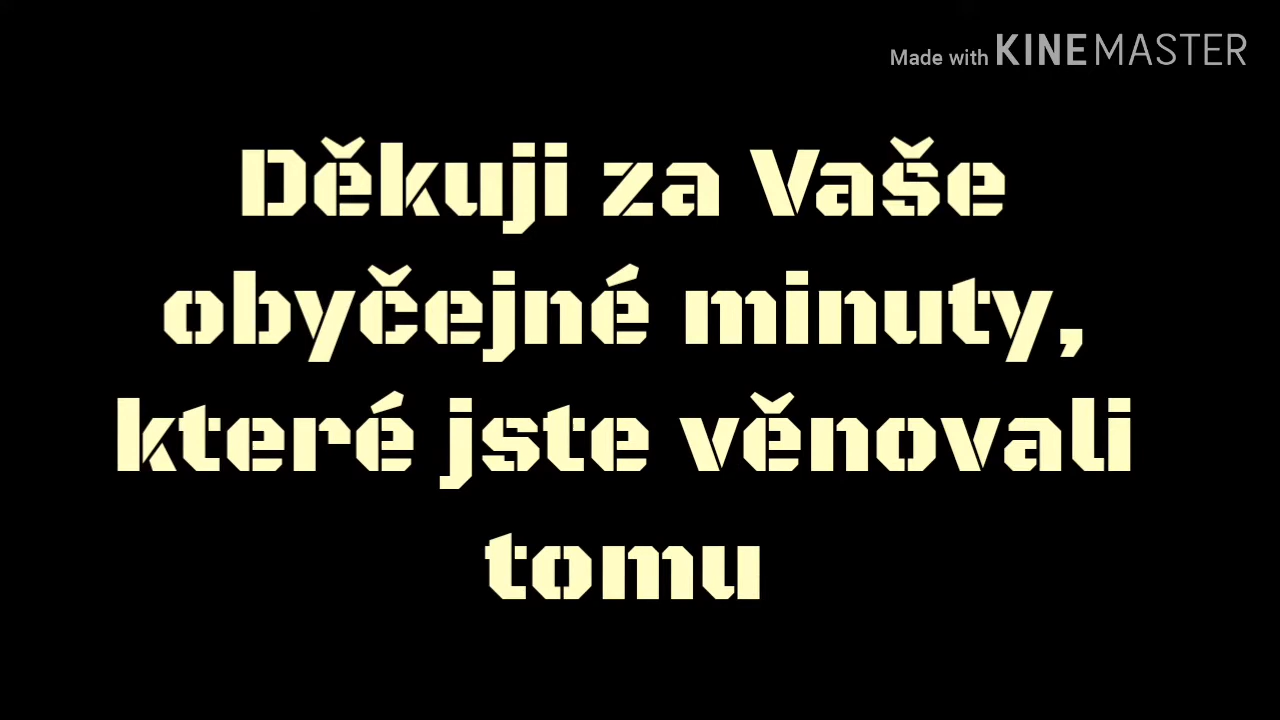 Made with KINEMASTER
Děkuji za Vaše
obyčejné minuty,
které jste věnovali
tomu